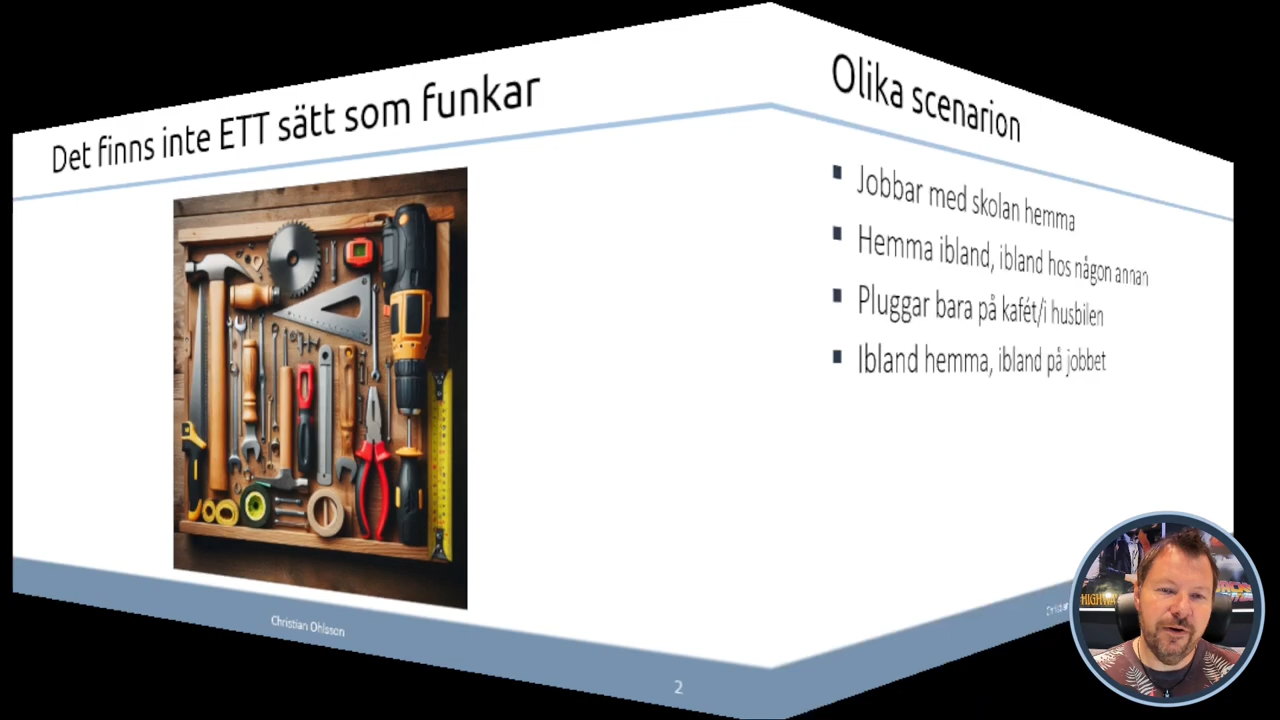 Det finns inte ETT sätt som funkar
Christian Ohlsson
2
Olika scenarion
Jobbar med skolan hemma
Hemma ibland, ibland hos någon annan
Pluggar bara på kafét/i husbilen
Ibland hemma, ibland på jobbet